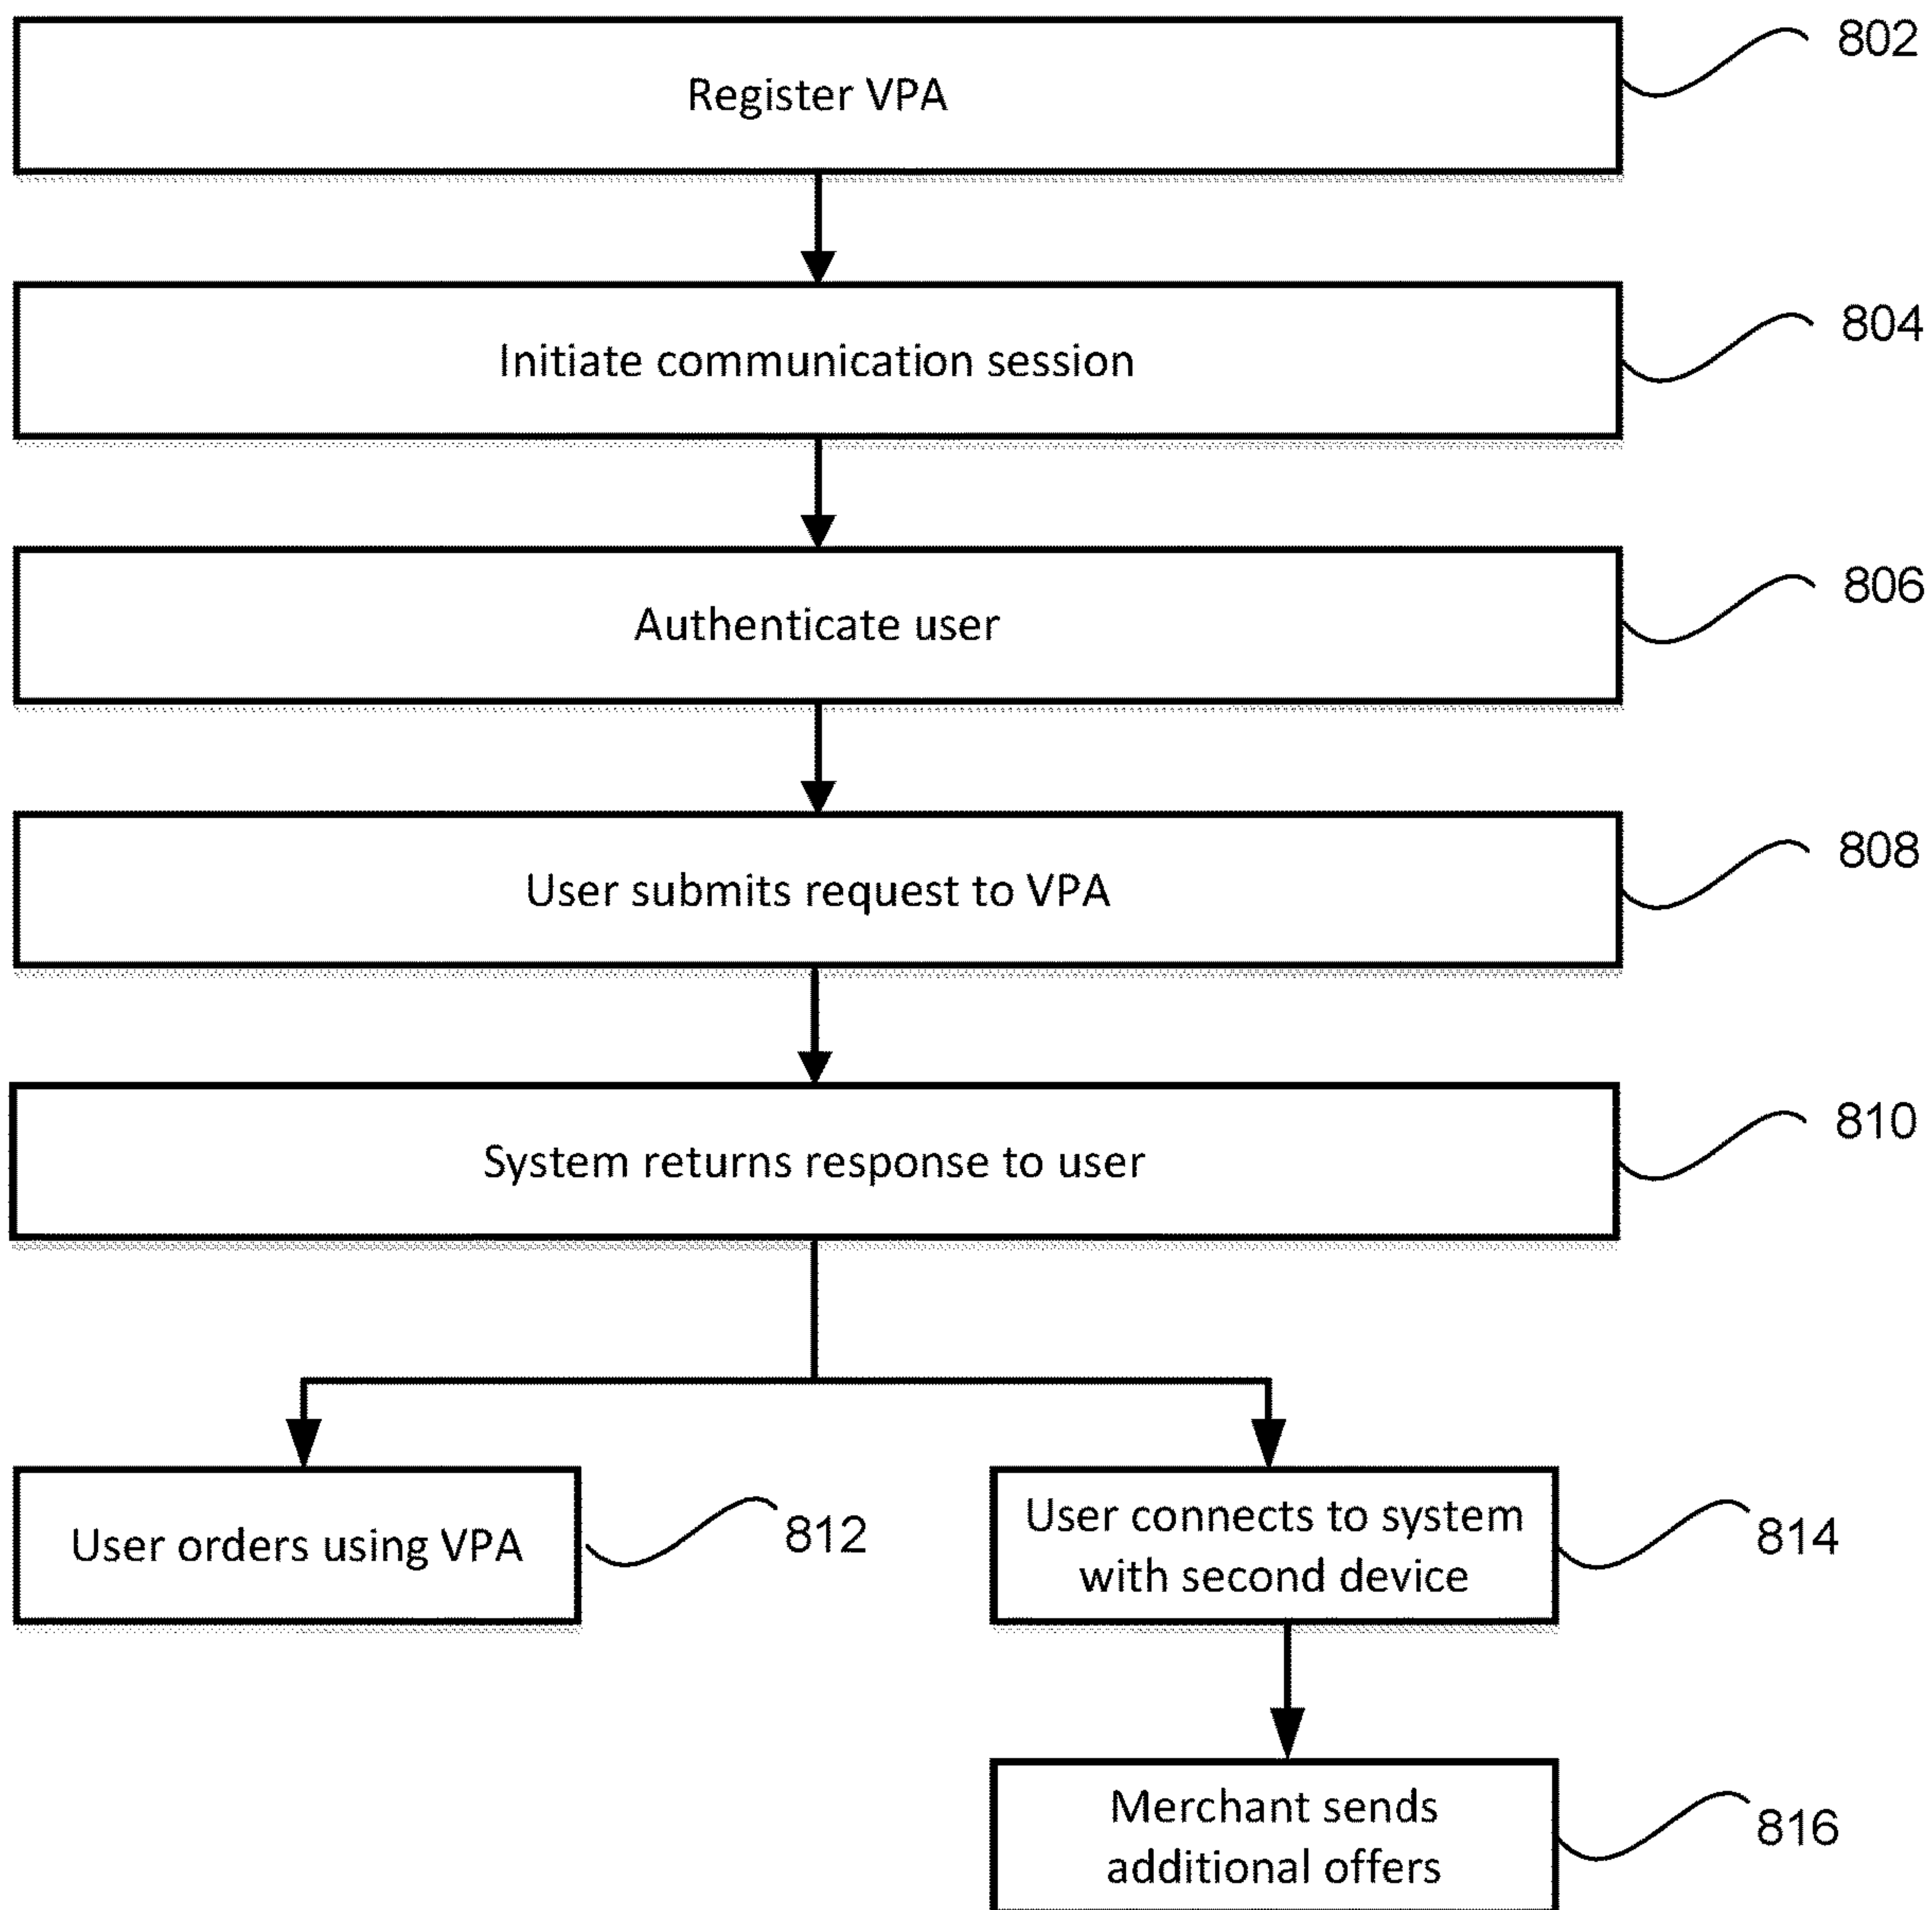 Register VPA
802
Initiate communication session
804
Authenticate user
806
User submits request to VPA
808
System returns response to user
810
User orders using VPA
812
User connects to system
with second device
814
Merchant sends
additional offers
816